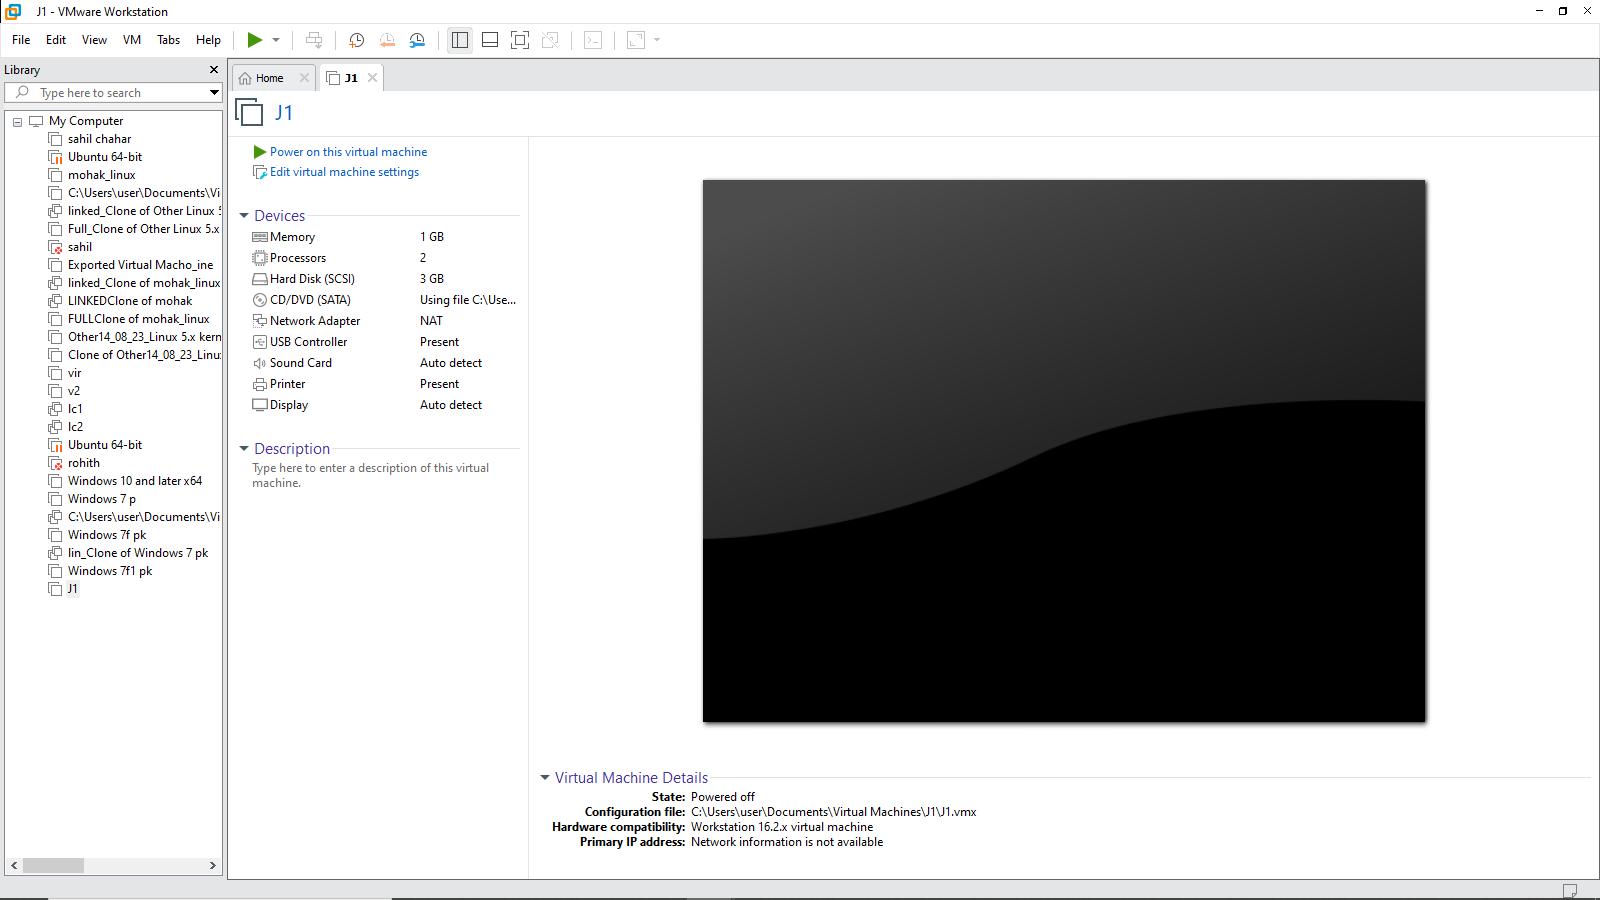 J1 - VMware Workstation
File Edit View VM Tabs Help
Library
Type here to search
My Computer
sahil chahar
Ubuntu 64-bit
mohak_linux
C:\Users\user\Documents\Vi
linked_Clone of Other Linux 5
Full_Clone of Other Linux 5.x
sahil
Exported Virtual Macho_ine
linked_Clone of mohak_linux
LINKEDClone of mohak
FULLClone of mohak_linux
Other14_08_23_Linux 5.x kern
Clone of Other14_08_23_Linux
vir
v2
lc1
lc2
Ubuntu 64-bit
rohith
Windows 10 and later x64
Windows 7 p
C:\Users\user\Documents\Vi
Windows 7f pk
lin_Clone of Windows 7 pk
Windows 7f1 pk
J1
Home J1
J1
Power on this virtual machine
Edit virtual machine settings
Devices
Memory 1 GB
Processors 2
Hard Disk (SCSI) 3 GB
CD/DVD (SATA) Using file C:\Use...
Network Adapter NAT
USB Controller Present
Sound Card Auto detect
Printer Present
Display Auto detect
Description
Type here to enter a description of this virtual
machine.
Virtual Machine Details
State: Powered off
Configuration file: C:\Users\user\Documents\Virtual Machines\J1\J1.vmx
Hardware compatibility: Workstation 16.2.x virtual machine
Primary IP address: Network information is not available